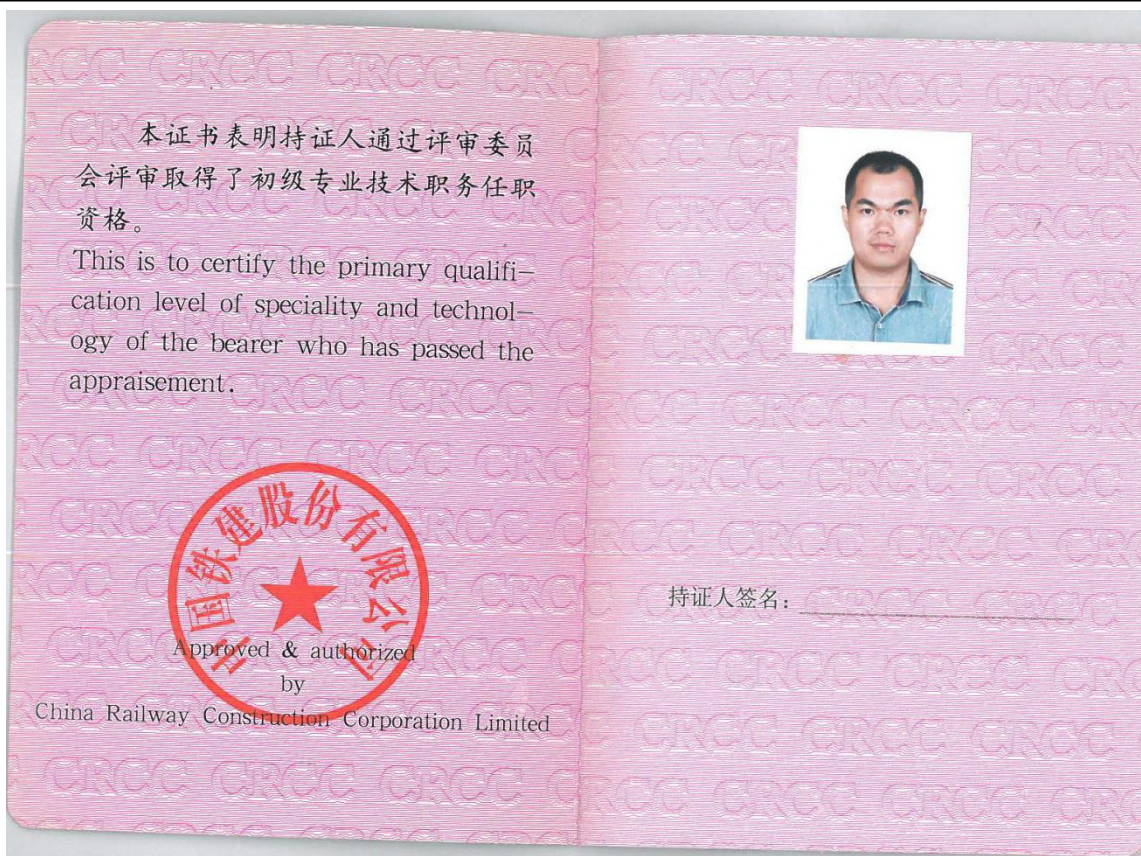 本证书表明持证人通过评审委员
会评审取得了初级专业技术职务任职
资格。
This is to certify the primary qualifi-
cation level of speciality and technol-
ogy of the bearer who has passed the
appraisement.
中国铁建股份有限公司
Approved & authorized
by
China Railway Construction Corporation Limited
持证人签名：
CRCC CRCC CRCC CRCC